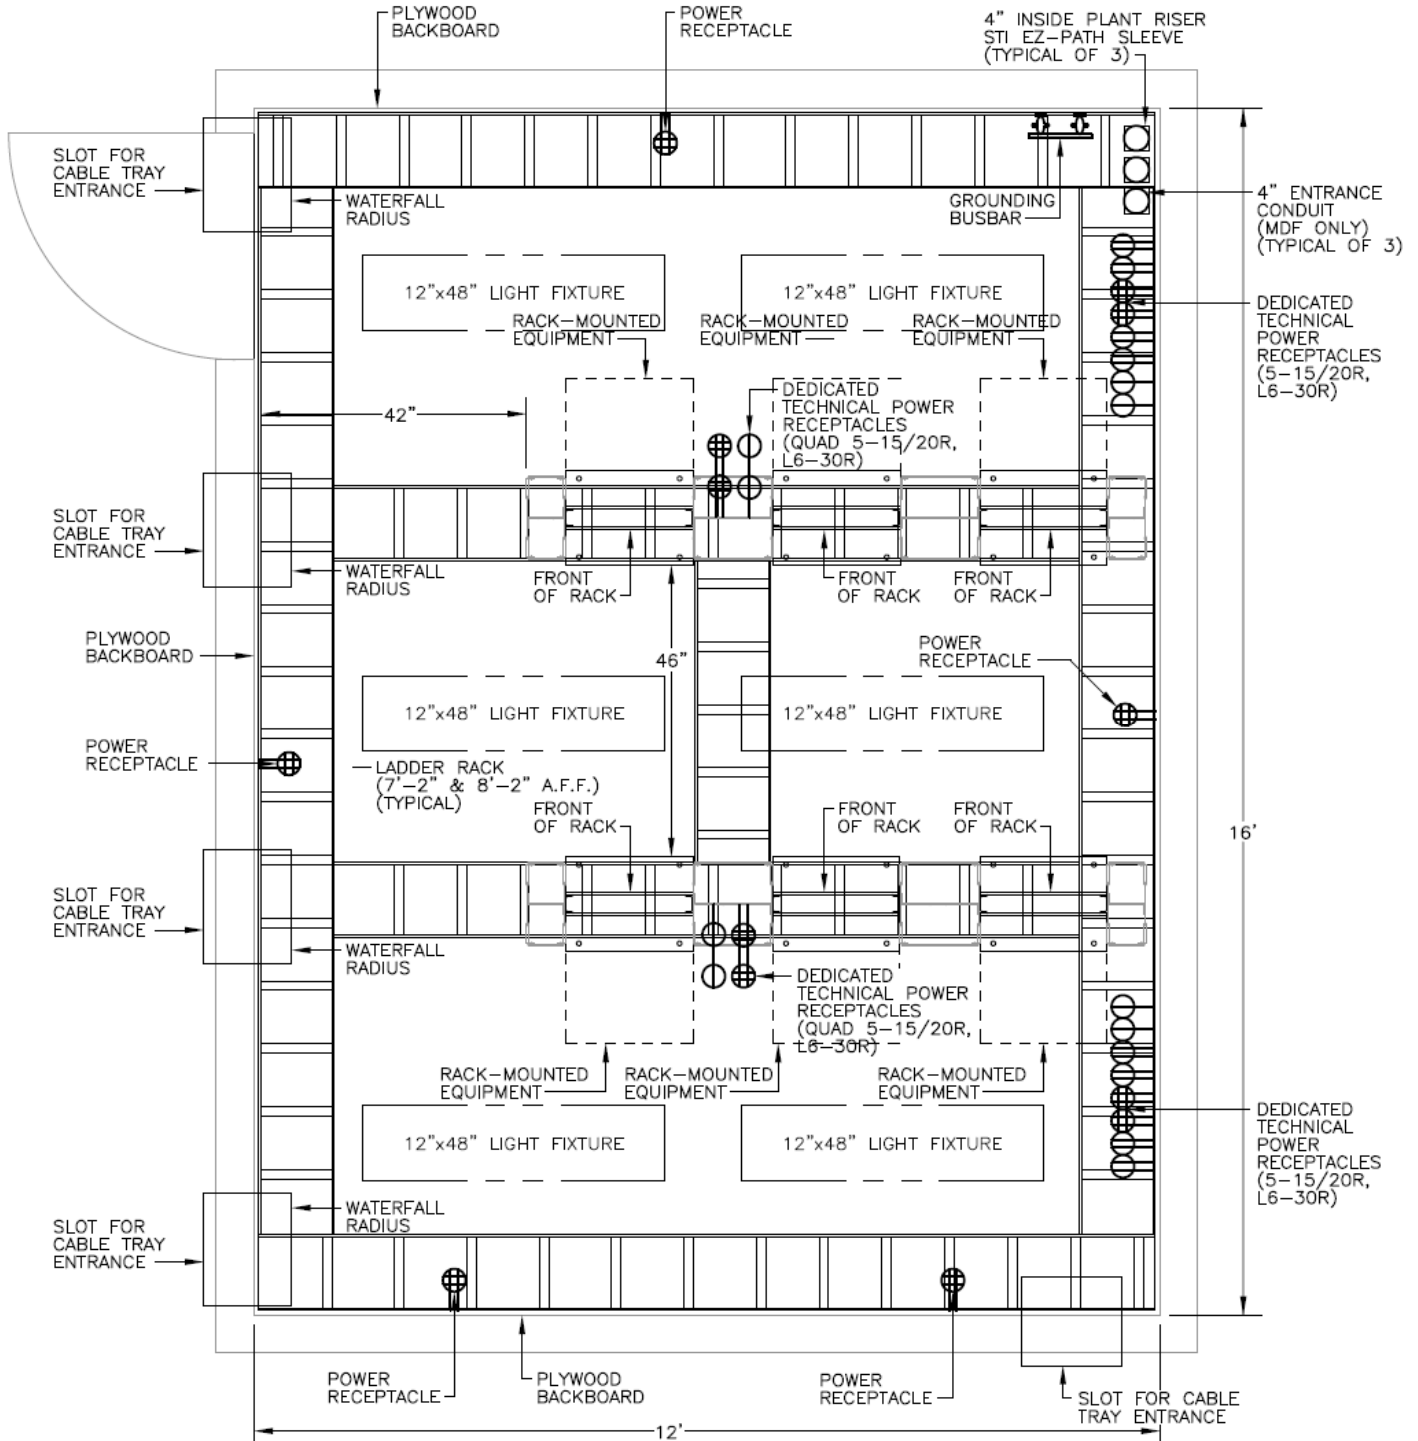 PLYWOOD
BACKBOARD
POWER
RECEPTACLE
4" INSIDE PLANT RISER
STI EZ-PATH SLEEVE
(TYPICAL OF 3)
SLOT FOR
CABLE TRAY
ENTRANCE
WATERFALL
RADIUS
GROUNDING
BUSBAR
4" ENTRANCE
CONDUIT
(MDF ONLY)
(TYPICAL OF 3)
12"x48" LIGHT FIXTURE
12"x48" LIGHT FIXTURE
RACK-MOUNTED
EQUIPMENT
RACK-MOUNTED
EQUIPMENT
RACK-MOUNTED
EQUIPMENT
DEDICATED
TECHNICAL
POWER
RECEPTACLES
(5-15/20R,
L6-30R)
42"
DEDICATED
TECHNICAL POWER
RECEPTACLES
(QUAD 5-15/20R,
L6-30R)
SLOT FOR
CABLE TRAY
ENTRANCE
WATERFALL
RADIUS
FRONT
OF RACK
FRONT
OF RACK
FRONT
OF RACK
PLYWOOD
BACKBOARD
46"
POWER
RECEPTACLE
12"x48" LIGHT FIXTURE
12"x48" LIGHT FIXTURE
POWER
RECEPTACLE
LADDER RACK
(7'-2" & 8'-2" A.F.F.)
(TYPICAL)
FRONT
OF RACK
FRONT
OF RACK
FRONT
OF RACK
16'
SLOT FOR
CABLE TRAY
ENTRANCE
WATERFALL
RADIUS
DEDICATED
TECHNICAL POWER
RECEPTACLES
(QUAD 5-15/20R,
L6-30R)
RACK-MOUNTED
EQUIPMENT
RACK-MOUNTED
EQUIPMENT
RACK-MOUNTED
EQUIPMENT
12"x48" LIGHT FIXTURE
12"x48" LIGHT FIXTURE
DEDICATED
TECHNICAL
POWER
RECEPTACLES
(5-15/20R,
L6-30R)
WATERFALL
RADIUS
SLOT FOR
CABLE TRAY
ENTRANCE
POWER
RECEPTACLE
PLYWOOD
BACKBOARD
POWER
RECEPTACLE
SLOT FOR CABLE
TRAY ENTRANCE
12'